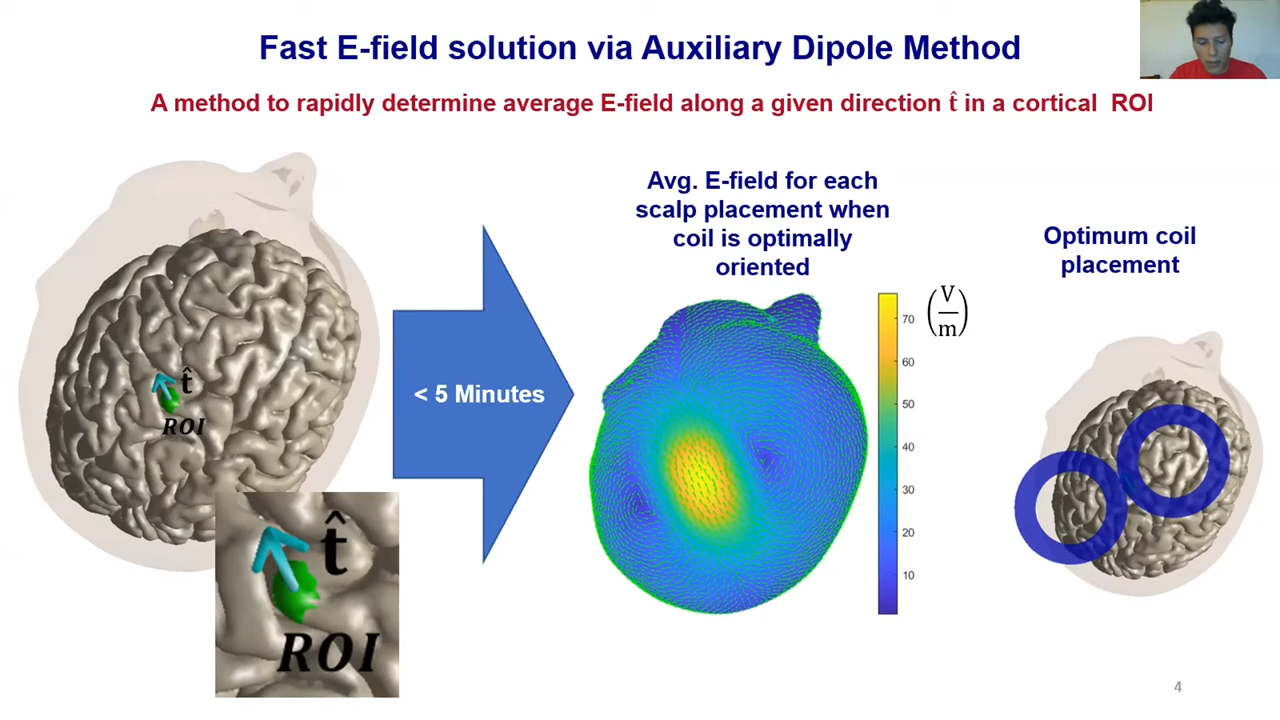 Fast E-field solution via Auxiliary Dipole Method
A method to rapidly determine average E-field along a given direction t̂ in a cortical ROI
Avg. E-field for each
scalp placement when
coil is optimally
oriented
Optimum coil
placement
(V/m)
70
60
50
40
30
20
10
t̂
ROI
< 5 Minutes
t̂
ROI
4